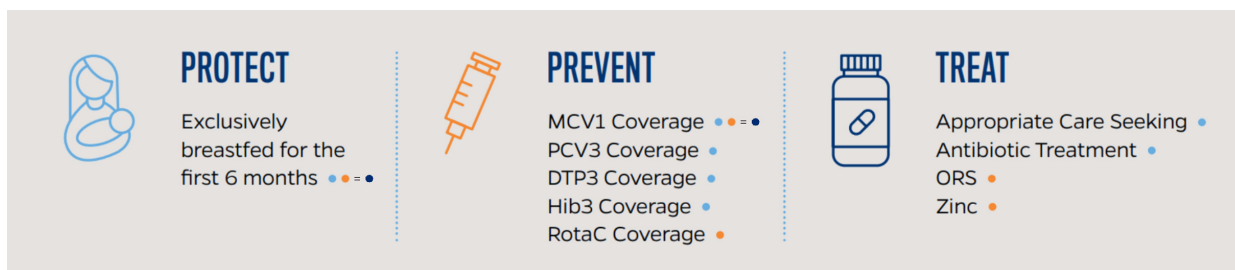 PROTECT
Exclusively
breastfed for the
first 6 months • • = •
PREVENT
MCV1 Coverage • • = •
PCV3 Coverage •
DTP3 Coverage •
Hib3 Coverage •
RotaC Coverage •
TREAT
Appropriate Care Seeking •
Antibiotic Treatment •
ORS •
Zinc •